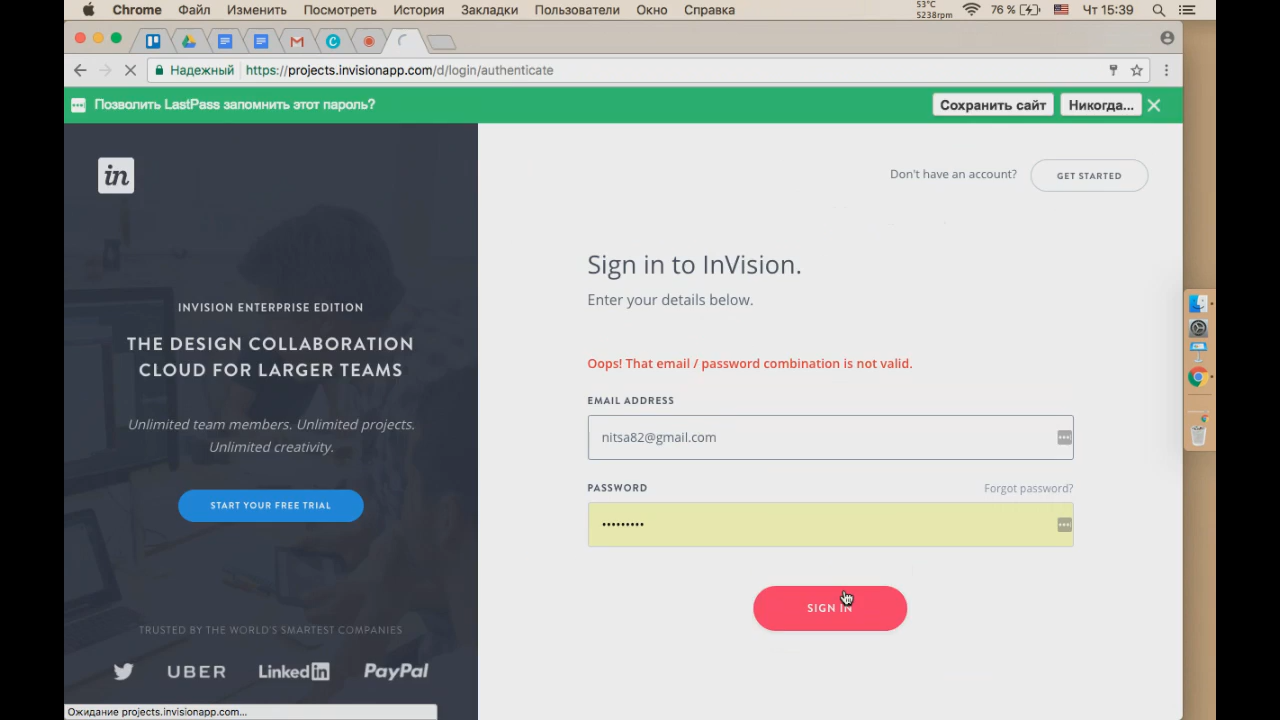 Chrome Файл Изменить Просмотреть История Закладки Пользователи Окно Справка 53°C 5238rpm 76 % Чт 15:39
Надежный https://projects.invisionapp.com/d/login/authenticate
Позволить LastPass запомнить этот пароль? Сохранить сайт Никогда...
in
Don't have an account? GET STARTED
INVISION ENTERPRISE EDITION
THE DESIGN COLLABORATION
CLOUD FOR LARGER TEAMS
Unlimited team members. Unlimited projects.
Unlimited creativity.
START YOUR FREE TRIAL
TRUSTED BY THE WORLD'S SMARTEST COMPANIES
UBER LinkedIn PayPal
Sign in to InVision.
Enter your details below.
Oops! That email / password combination is not valid.
EMAIL ADDRESS
nitsa82@gmail.com
PASSWORD Forgot password?
•••••••••
SIGN IN
Ожидание projects.invisionapp.com...